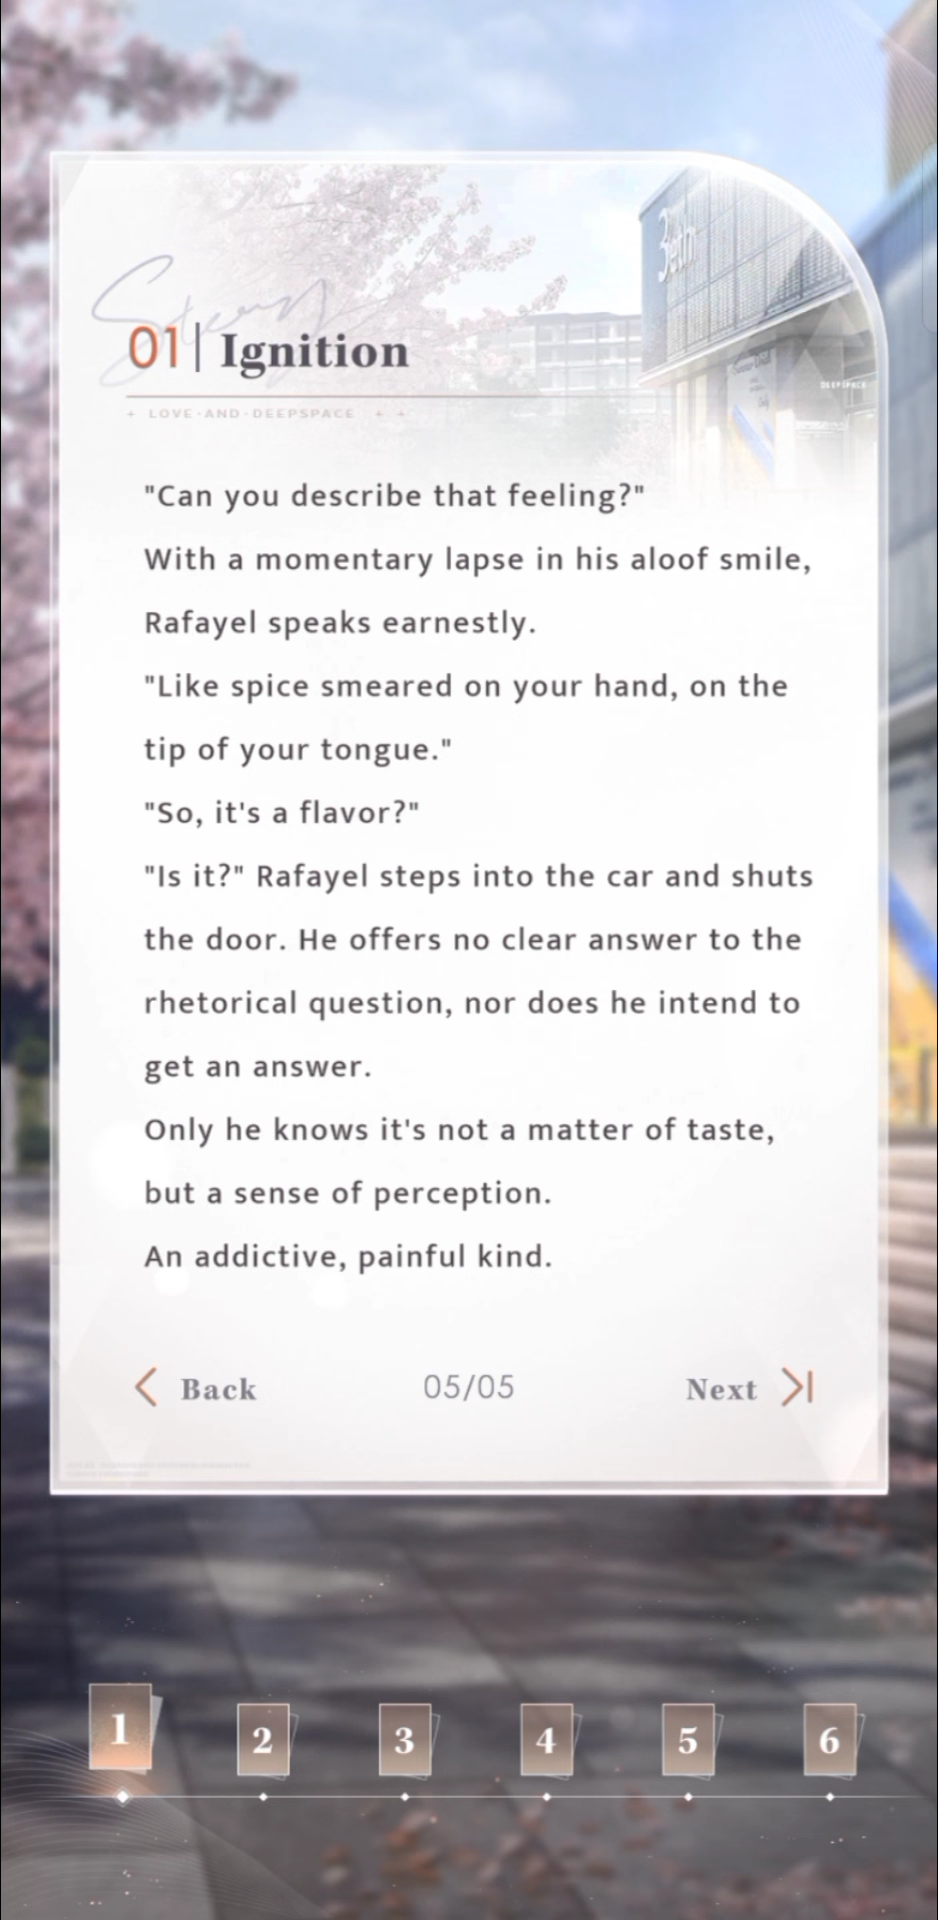 3eth
Story
01 | Ignition
DEEPSPACE
+ LOVE·AND·DEEPSPACE + +
"Can you describe that feeling?"
With a momentary lapse in his aloof smile,
Rafayel speaks earnestly.
"Like spice smeared on your hand, on the
tip of your tongue."
"So, it's a flavor?"
"Is it?" Rafayel steps into the car and shuts
the door. He offers no clear answer to the
rhetorical question, nor does he intend to
get an answer.
Only he knows it's not a matter of taste,
but a sense of perception.
An addictive, painful kind.
Back 05/05 Next
1 2 3 4 5 6